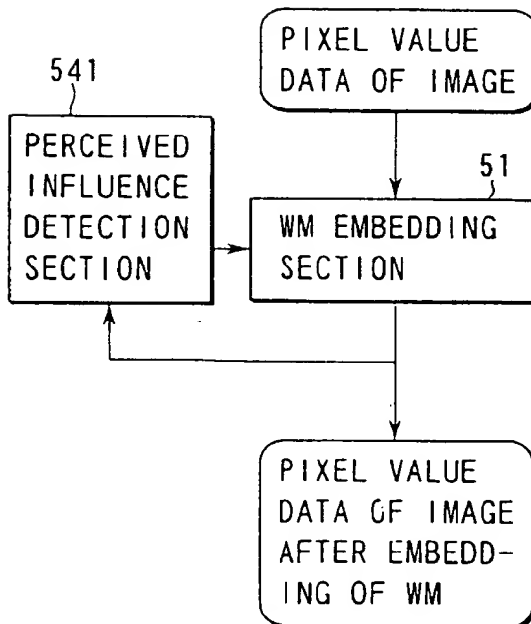 PIXEL VALUE
DATA OF IMAGE
541
PERCEIVED
INFLUENCE
DETECTION
SECTION
51
WM EMBEDDING
SECTION
PIXEL VALUE
DATA OF IMAGE
AFTER EMBEDD-
ING OF WM